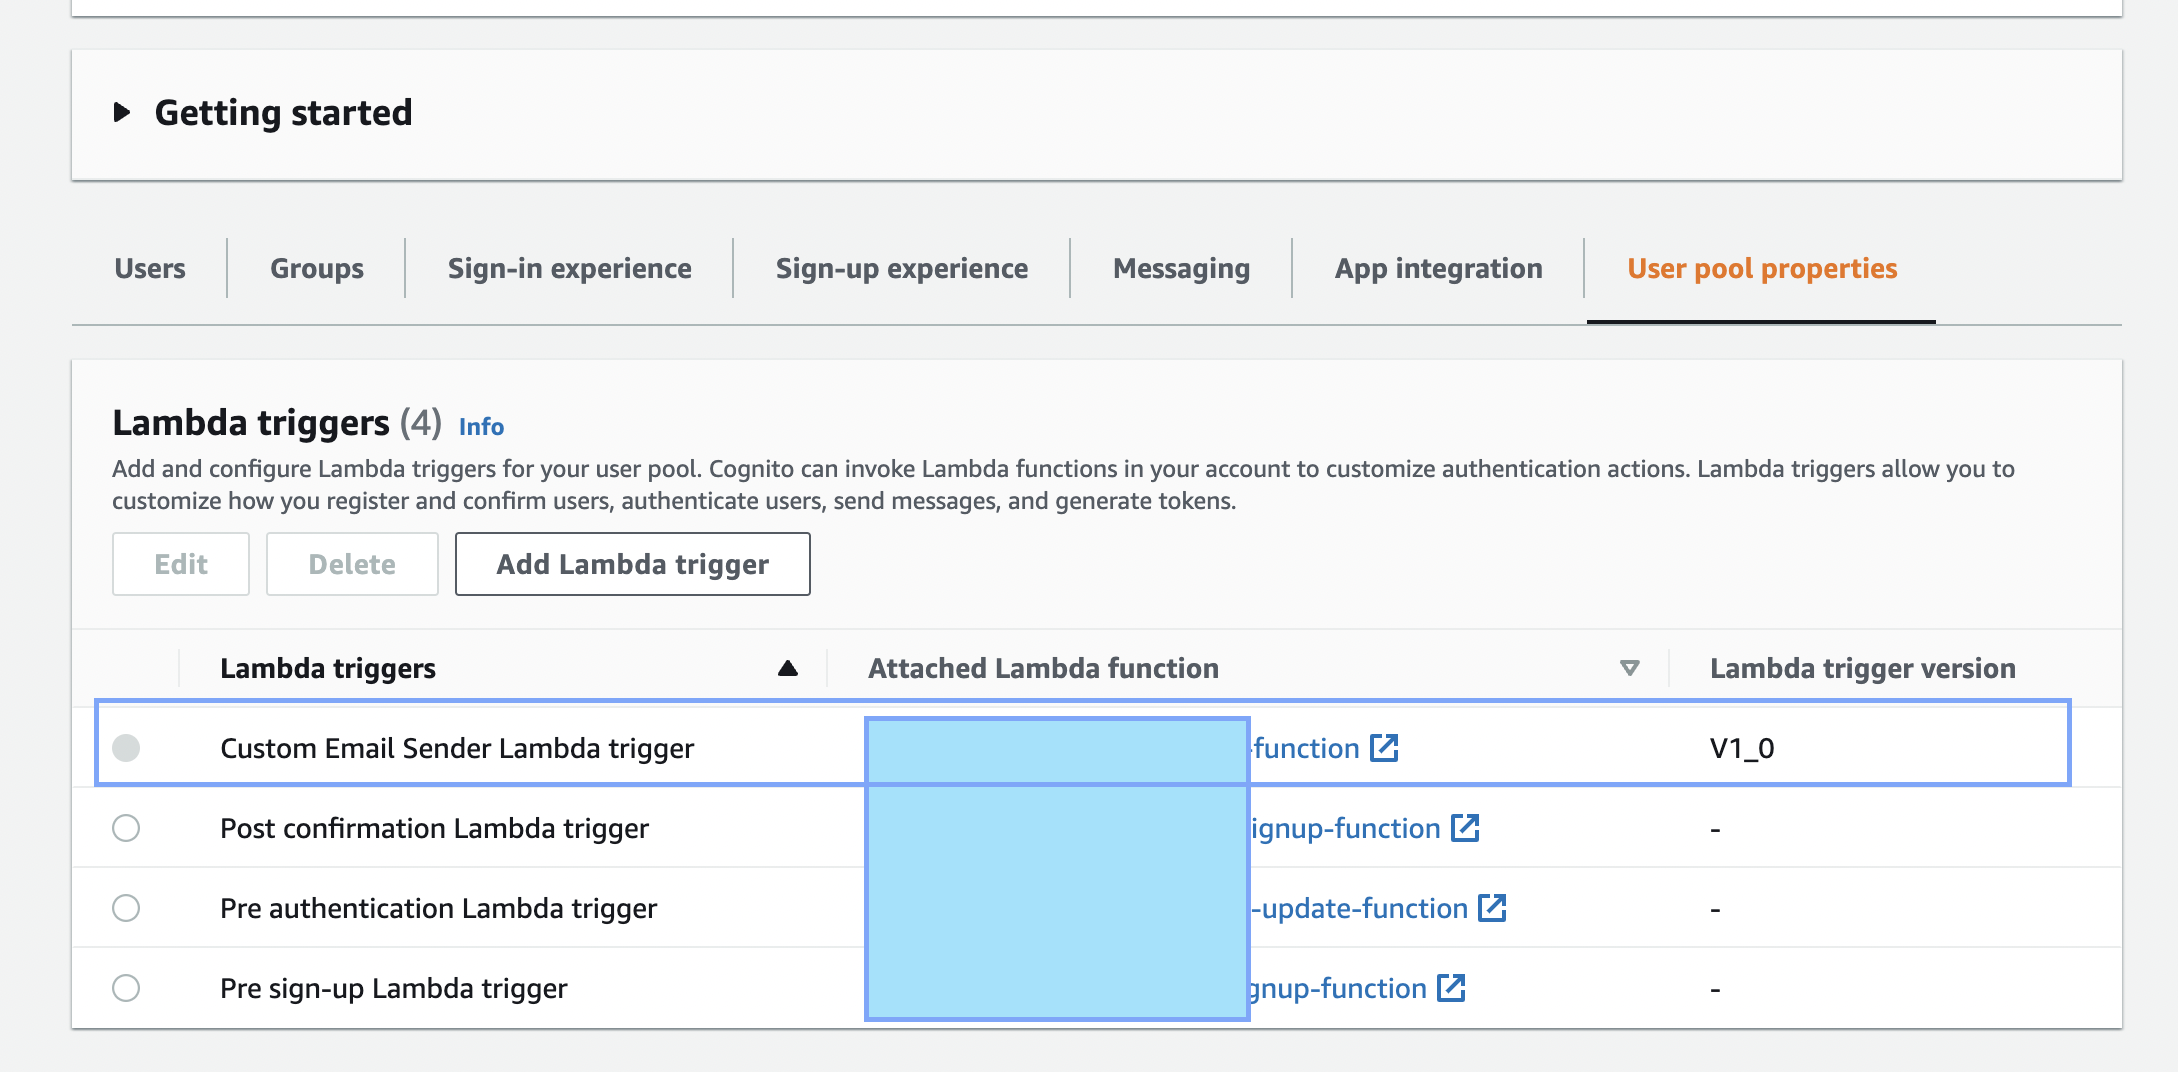 Getting started
Users
Groups
Sign-in experience
Sign-up experience
Messaging
App integration
User pool properties
Lambda triggers (4) Info
Add and configure Lambda triggers for your user pool. Cognito can invoke Lambda functions in your account to customize authentication actions. Lambda triggers allow you to
customize how you register and confirm users, authenticate users, send messages, and generate tokens.
Edit
Delete
Add Lambda trigger
Lambda triggers
Attached Lambda function
Lambda trigger version
Custom Email Sender Lambda trigger
-function
V1_0
Post confirmation Lambda trigger
ignup-function
-
Pre authentication Lambda trigger
-update-function
-
Pre sign-up Lambda trigger
gnup-function
-